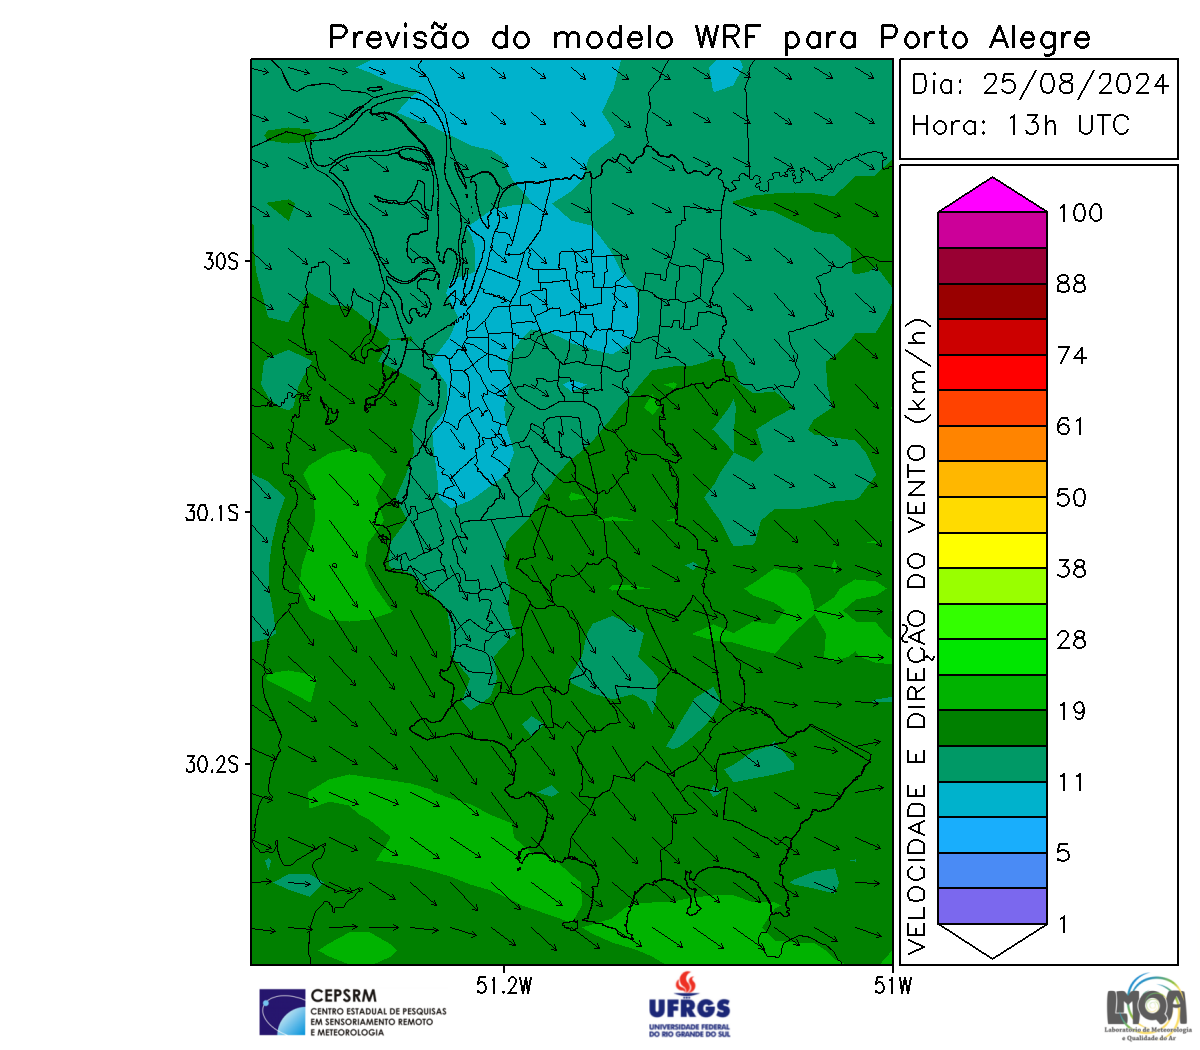 Previsão do modelo WRF para Porto Alegre
Dia: 25/08/2024
Hora: 13h UTC
100
88
74
61
50
38
28
19
11
5
1
VELOCIDADE E DIREÇÃO DO VENTO (km/h)
30S
30.1S
30.2S
51.2W
51W
CEPSRM
CENTRO ESTADUAL DE PESQUISAS
EM SENSORIAMENTO REMOTO
E METEOROLOGIA
UFRGS
UNIVERSIDADE FEDERAL
DO RIO GRANDE DO SUL
LMQA
Laboratório de Meteorologia
e Qualidade do Ar